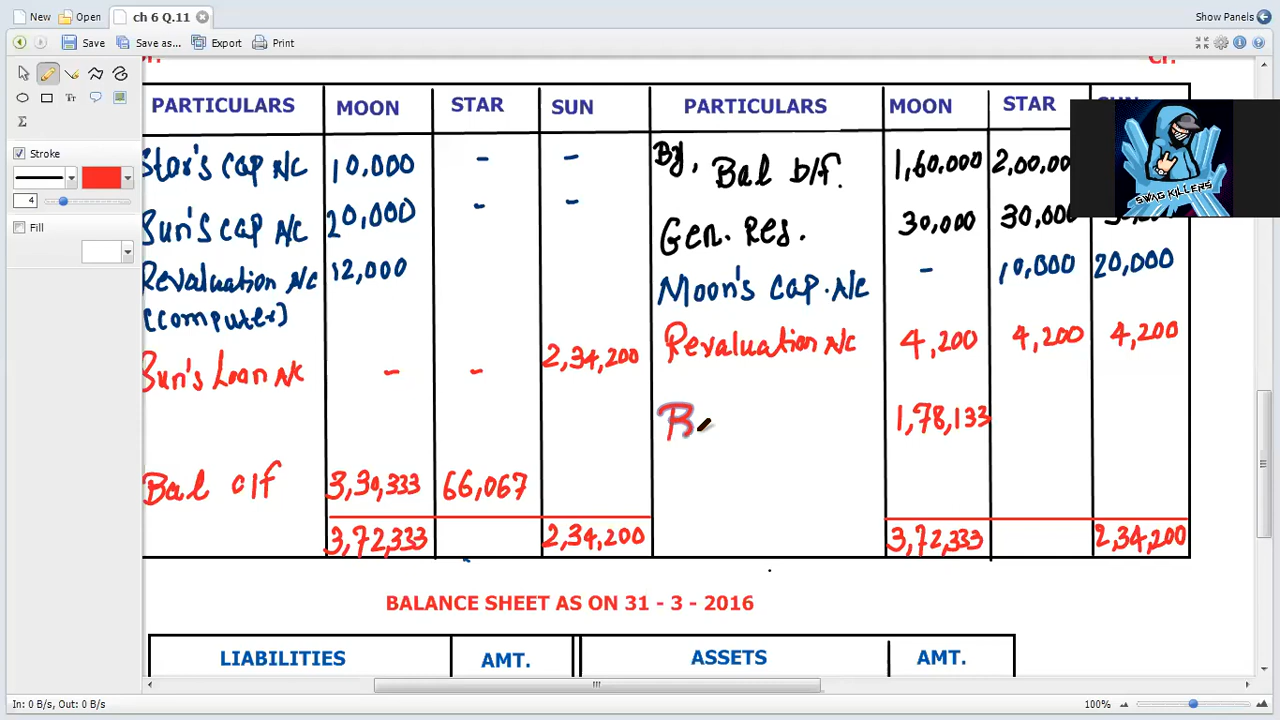 New Open ch 6 Q.11 Show Panels
Save Save as... Export Print
Cr.
PARTICULARS MOON STAR SUN PARTICULARS MOON STAR
Star's Cap A/c 10,000 - - By, Bal b/f. 1,60,000 2,00,00
Sun's Cap A/c 20,000 - - Gen. Res. 30,000 30,000
Revaluation A/c 12,000 Moon's Cap. A/c - 10,000 20,000
(computer)
Sun's Loan A/c - - 2,34,200 Revaluation A/c 4,200 4,200 4,200
B 1,78,133
Bal c/f 3,30,333 66,067
3,72,333 2,34,200 3,72,333 2,34,200
BALANCE SHEET AS ON 31 - 3 - 2016
LIABILITIES AMT. ASSETS AMT.
Stroke
4
Fill
SWAG KILLERS
In: 0 B/s, Out: 0 B/s 100%